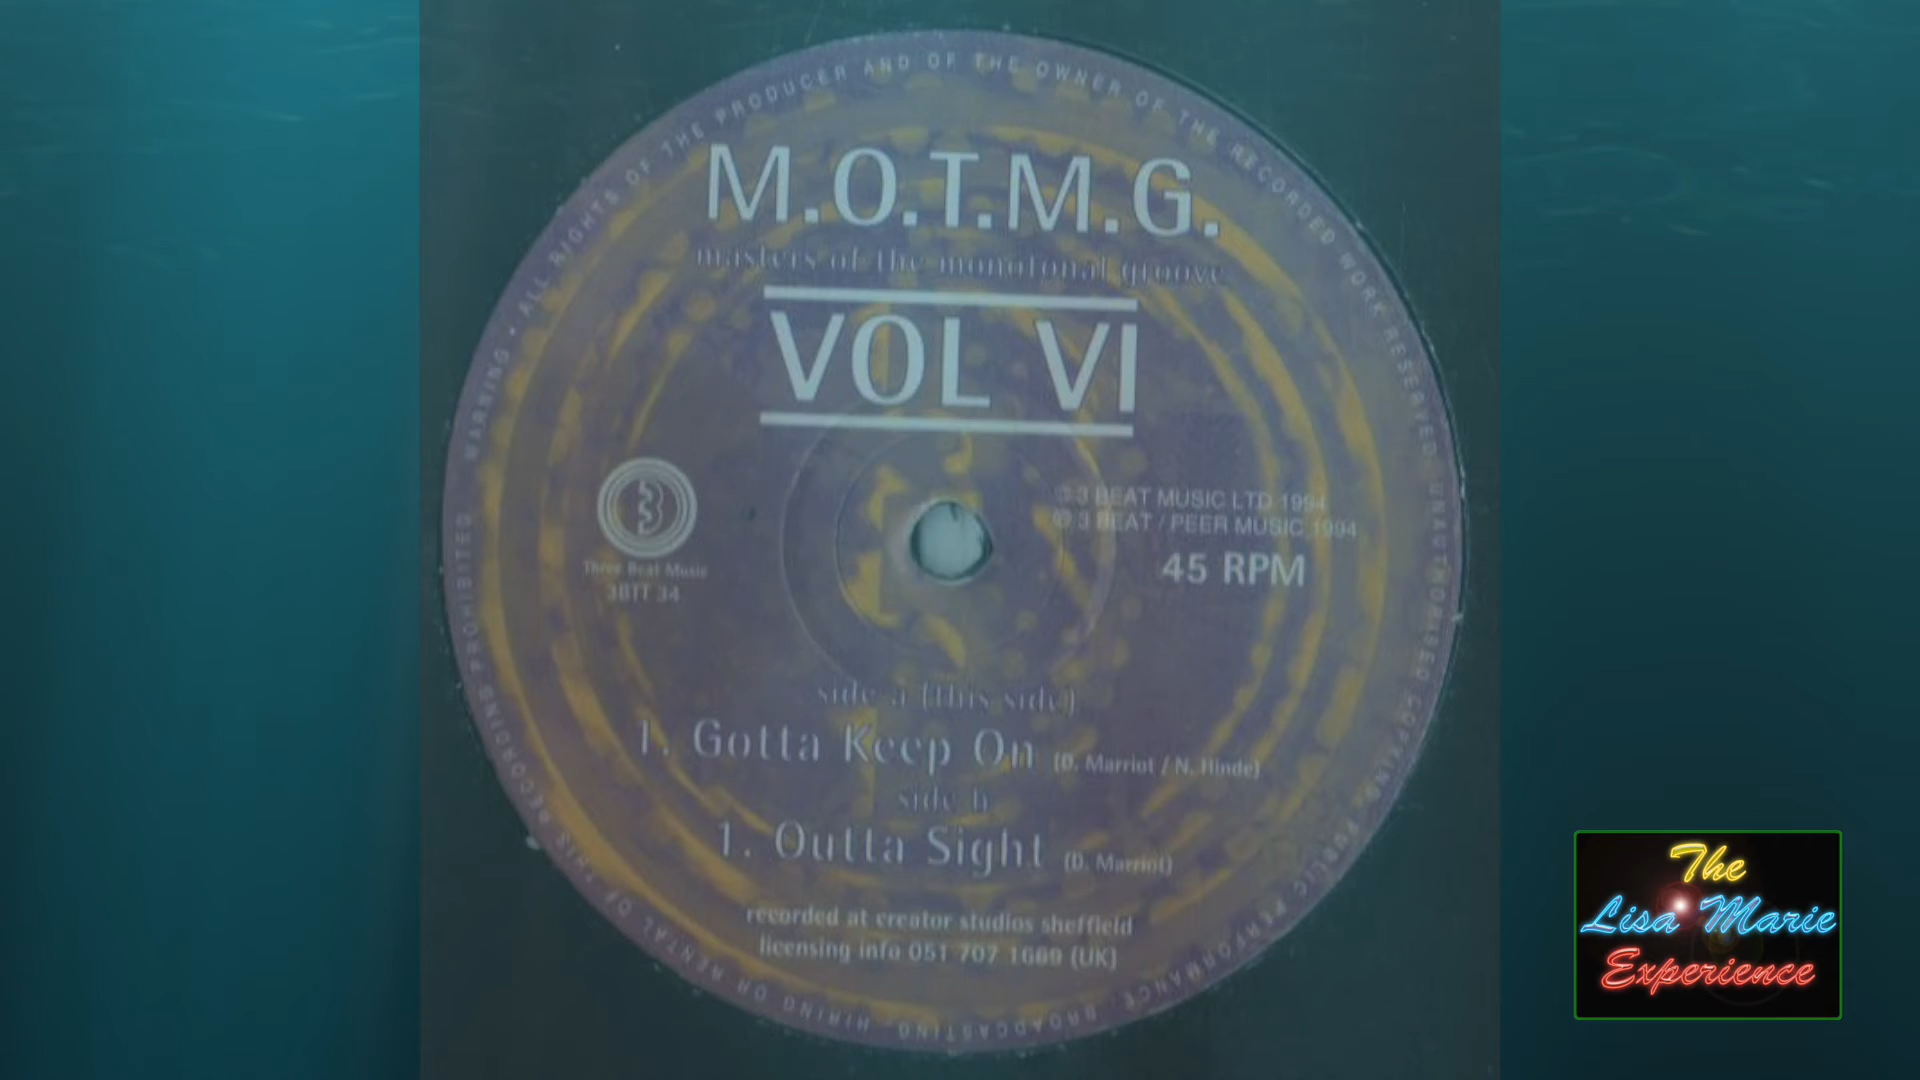 WARNING • ALL RIGHTS OF THE PRODUCER AND OF THE OWNER OF THE RECORDED WORK RESERVED. UNAUTHORISED COPYING, PUBLIC PERFORMANCE, BROADCASTING, HIRING OR RENTAL OF THIS RECORDING PROHIBITED
M.O.T.M.G.
masters of the monotonal groove
VOL VI
Three Beat Music
3BTT 34
℗ 3 BEAT MUSIC LTD 1994
© 3 BEAT / PEER MUSIC 1994
45 RPM
side a (this side)
1. Gotta Keep On (D. Marriot / N. Hinde)
side b
1. Outta Sight (D. Marriot)
recorded at creator studios sheffield
licensing info 051 707 1669 (UK)
The
Lisa Marie
Experience